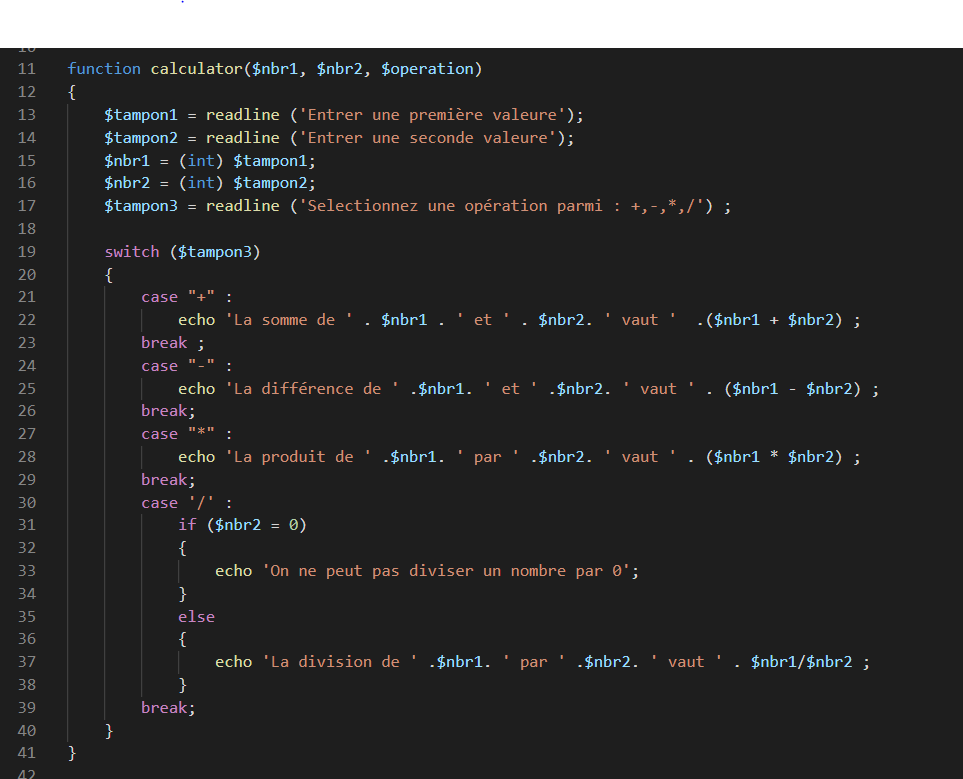 10
11 function calculator($nbr1, $nbr2, $operation)
12 {
13 $tampon1 = readline ('Entrer une première valeure');
14 $tampon2 = readline ('Entrer une seconde valeure');
15 $nbr1 = (int) $tampon1;
16 $nbr2 = (int) $tampon2;
17 $tampon3 = readline ('Selectionnez une opération parmi : +,-,*,/') ;
18
19 switch ($tampon3)
20 {
21 case "+" :
22 echo 'La somme de ' . $nbr1 . ' et ' . $nbr2. ' vaut '  .($nbr1 + $nbr2) ;
23 break ;
24 case "-" :
25 echo 'La différence de ' .$nbr1. ' et ' .$nbr2. ' vaut ' . ($nbr1 - $nbr2) ;
26 break;
27 case "*" :
28 echo 'La produit de ' .$nbr1. ' par ' .$nbr2. ' vaut ' . ($nbr1 * $nbr2) ;
29 break;
30 case '/' :
31 if ($nbr2 = 0)
32 {
33 echo 'On ne peut pas diviser un nombre par 0';
34 }
35 else
36 {
37 echo 'La division de ' .$nbr1. ' par ' .$nbr2. ' vaut ' . $nbr1/$nbr2 ;
38 }
39 break;
40 }
41 }
42